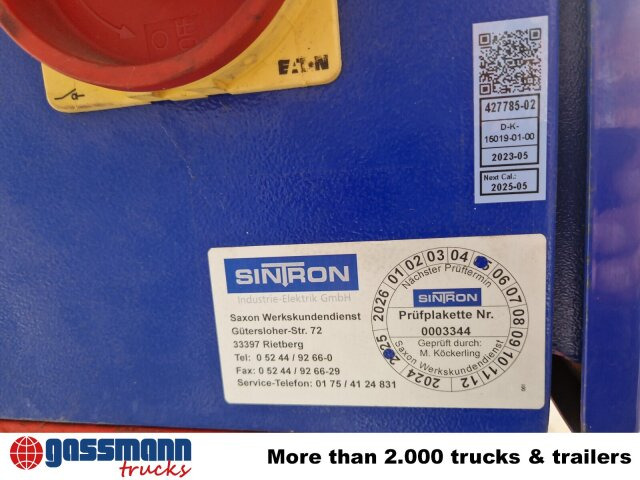 EATON
427785-02
D-K-
15019-01-00
2023-05
Next Cal.:
2025-05
SINTRON
Industrie-Elektrik GmbH
Saxon Werkskundendienst
Gütersloher-Str. 72
33397 Rietberg
Tel: 0 52 44 / 92 66-0
Fax: 0 52 44 / 92 66-29
Service-Telefon: 01 75 / 41 24 831
2024 2025 2026 01 02 03 04 06 07 08 09 10 11 12
Nächster Prüftermin
SINTRON
Prüfplakette Nr.
0003344
Geprüft durch:
M. Köckerling
Saxon Werkskundendienst
gassmann
trucks
More than 2.000 trucks & trailers